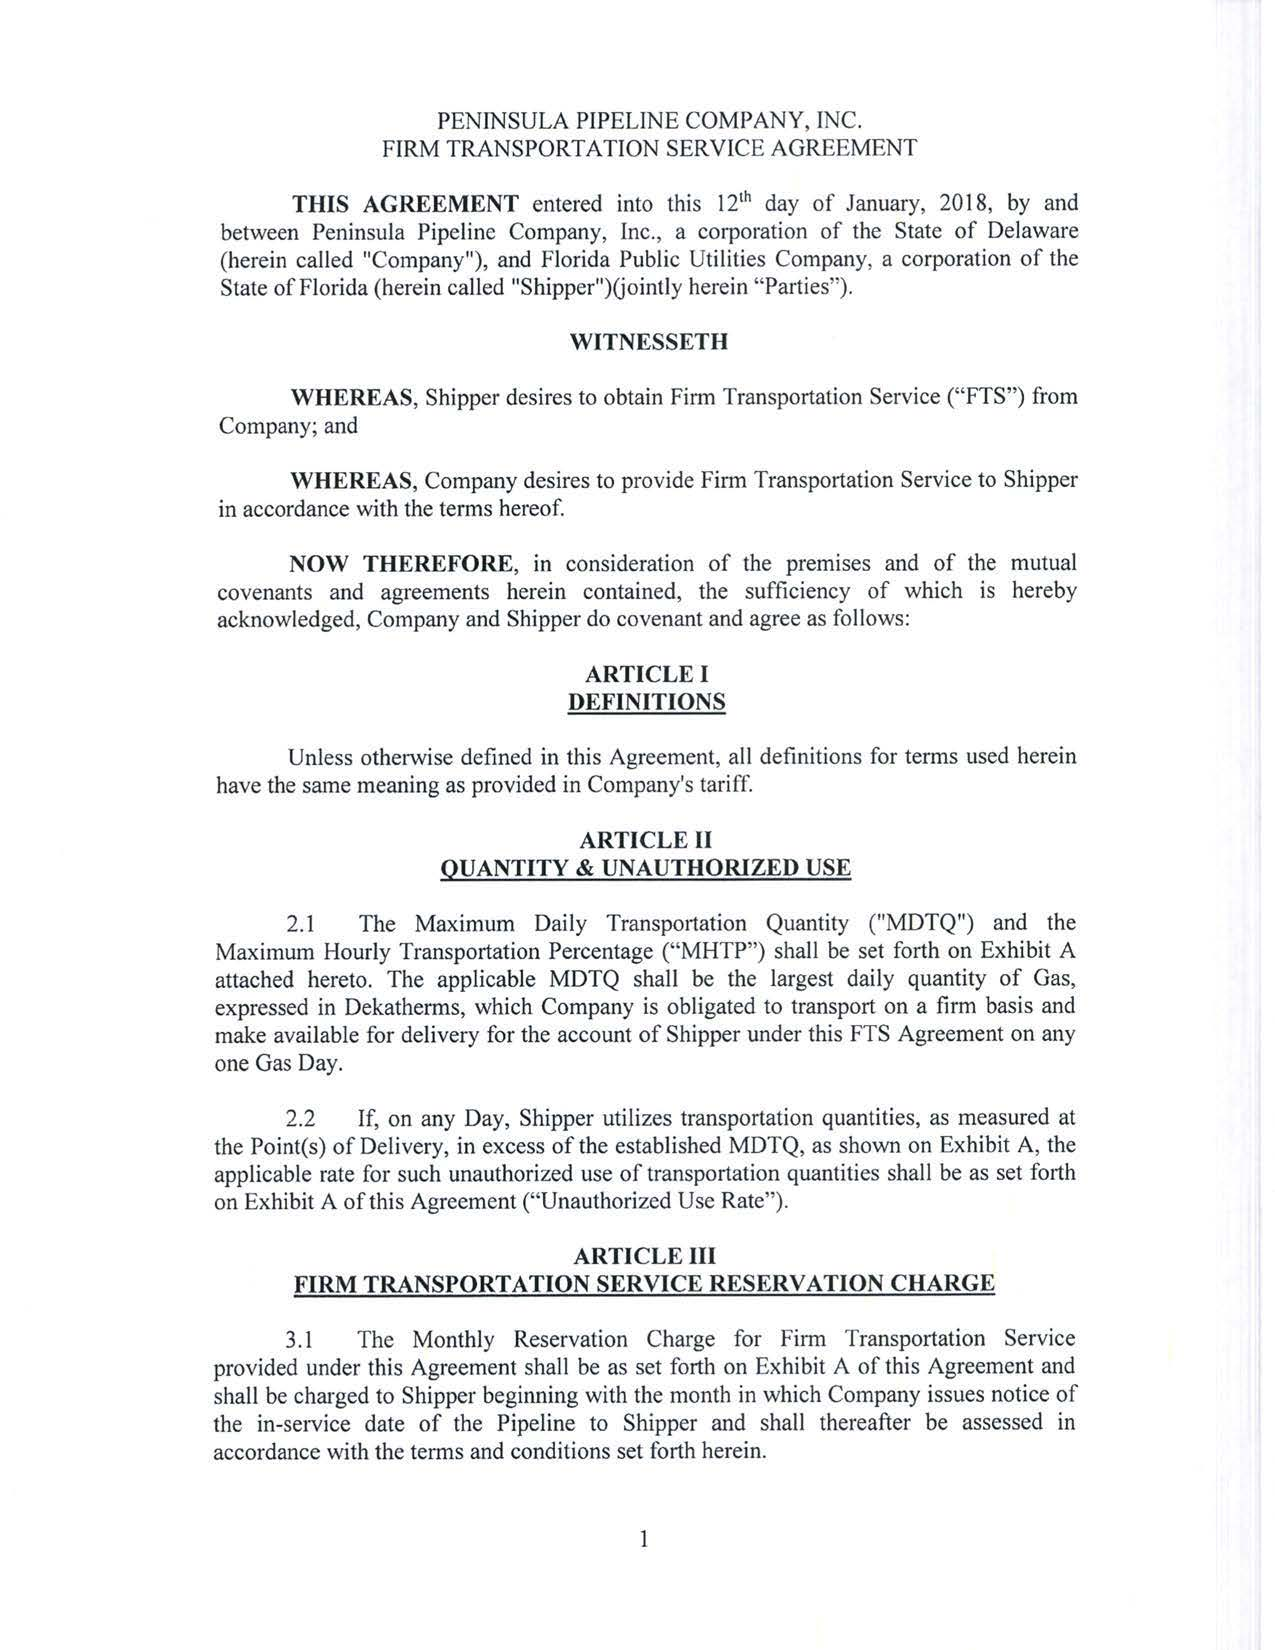 PENINSULA PIPELINE COMPANY, INC.
FIRM TRANSPORTATION SERVICE AGREEMENT
THIS AGREEMENT entered into this 12th day of January, 2018, by and
between Peninsula Pipeline Company, Inc., a corporation of the State of Delaware
(herein called "Company"), and Florida Public Utilities Company, a corporation of the
State of Florida (herein called "Shipper")(jointly herein “Parties”).
WITNESSETH
WHEREAS, Shipper desires to obtain Firm Transportation Service (“FTS”) from
Company; and
WHEREAS, Company desires to provide Firm Transportation Service to Shipper
in accordance with the terms hereof.
NOW THEREFORE, in consideration of the premises and of the mutual
covenants and agreements herein contained, the sufficiency of which is hereby
acknowledged, Company and Shipper do covenant and agree as follows:
ARTICLE I
DEFINITIONS
Unless otherwise defined in this Agreement, all definitions for terms used herein
have the same meaning as provided in Company's tariff.
ARTICLE II
QUANTITY & UNAUTHORIZED USE
2.1 The Maximum Daily Transportation Quantity ("MDTQ") and the
Maximum Hourly Transportation Percentage (“MHTP”) shall be set forth on Exhibit A
attached hereto. The applicable MDTQ shall be the largest daily quantity of Gas,
expressed in Dekatherms, which Company is obligated to transport on a firm basis and
make available for delivery for the account of Shipper under this FTS Agreement on any
one Gas Day.
2.2 If, on any Day, Shipper utilizes transportation quantities, as measured at
the Point(s) of Delivery, in excess of the established MDTQ, as shown on Exhibit A, the
applicable rate for such unauthorized use of transportation quantities shall be as set forth
on Exhibit A of this Agreement (“Unauthorized Use Rate”).
ARTICLE III
FIRM TRANSPORTATION SERVICE RESERVATION CHARGE
3.1 The Monthly Reservation Charge for Firm Transportation Service
provided under this Agreement shall be as set forth on Exhibit A of this Agreement and
shall be charged to Shipper beginning with the month in which Company issues notice of
the in-service date of the Pipeline to Shipper and shall thereafter be assessed in
accordance with the terms and conditions set forth herein.
1